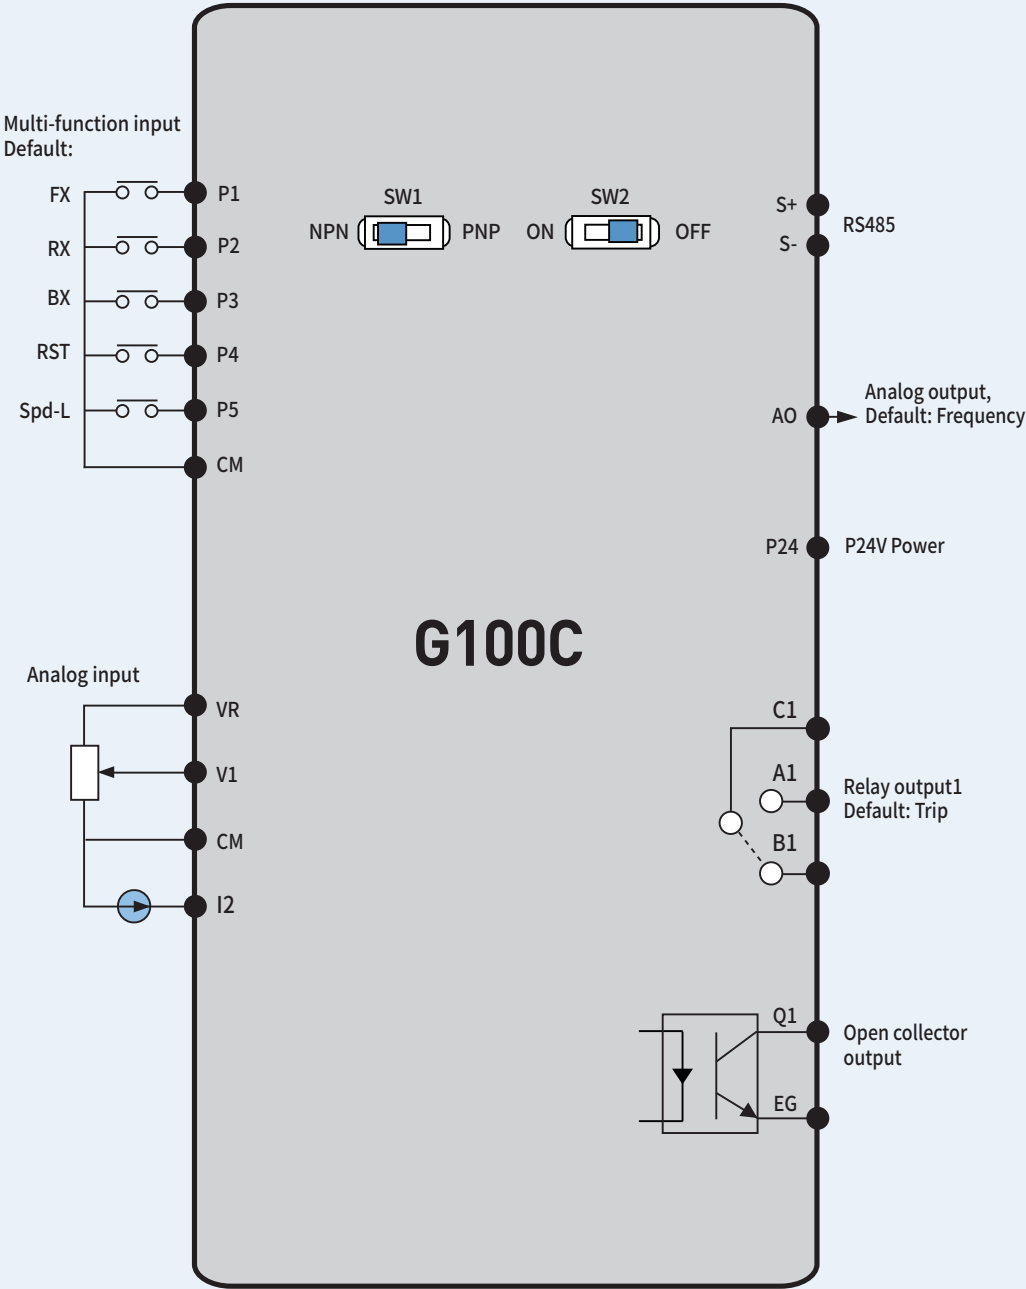 Multi-function input
Default:
FX
P1
RX
P2
BX
P3
RST
P4
Spd-L
P5
CM
SW1
NPN
PNP
SW2
ON
OFF
S+
S-
RS485
AO
Analog output,
Default: Frequency
P24
P24V Power
G100C
Analog input
VR
V1
CM
I2
C1
A1
B1
Relay output1
Default: Trip
Q1
EG
Open collector
output